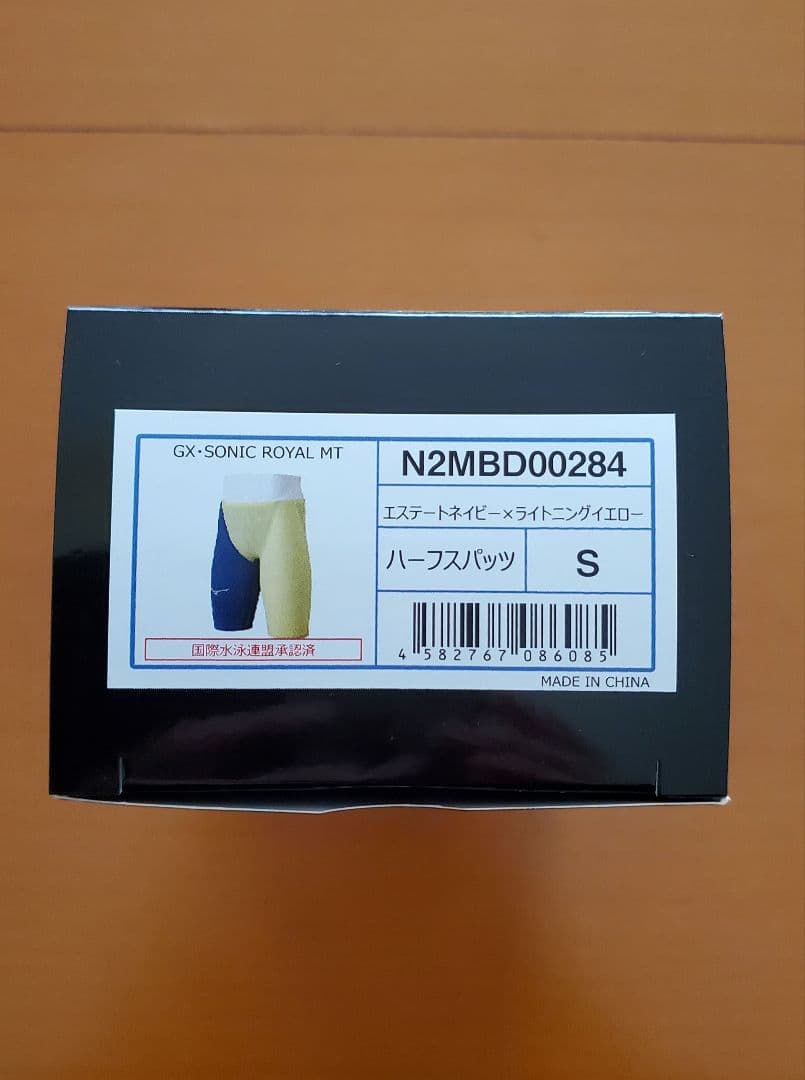 GX・SONIC ROYAL MT
N2MBD00284
エステートネイビー×ライトニングイエロー
ハーフスパッツ
S
国際水泳連盟承認済
4 582767 086085
MADE IN CHINA